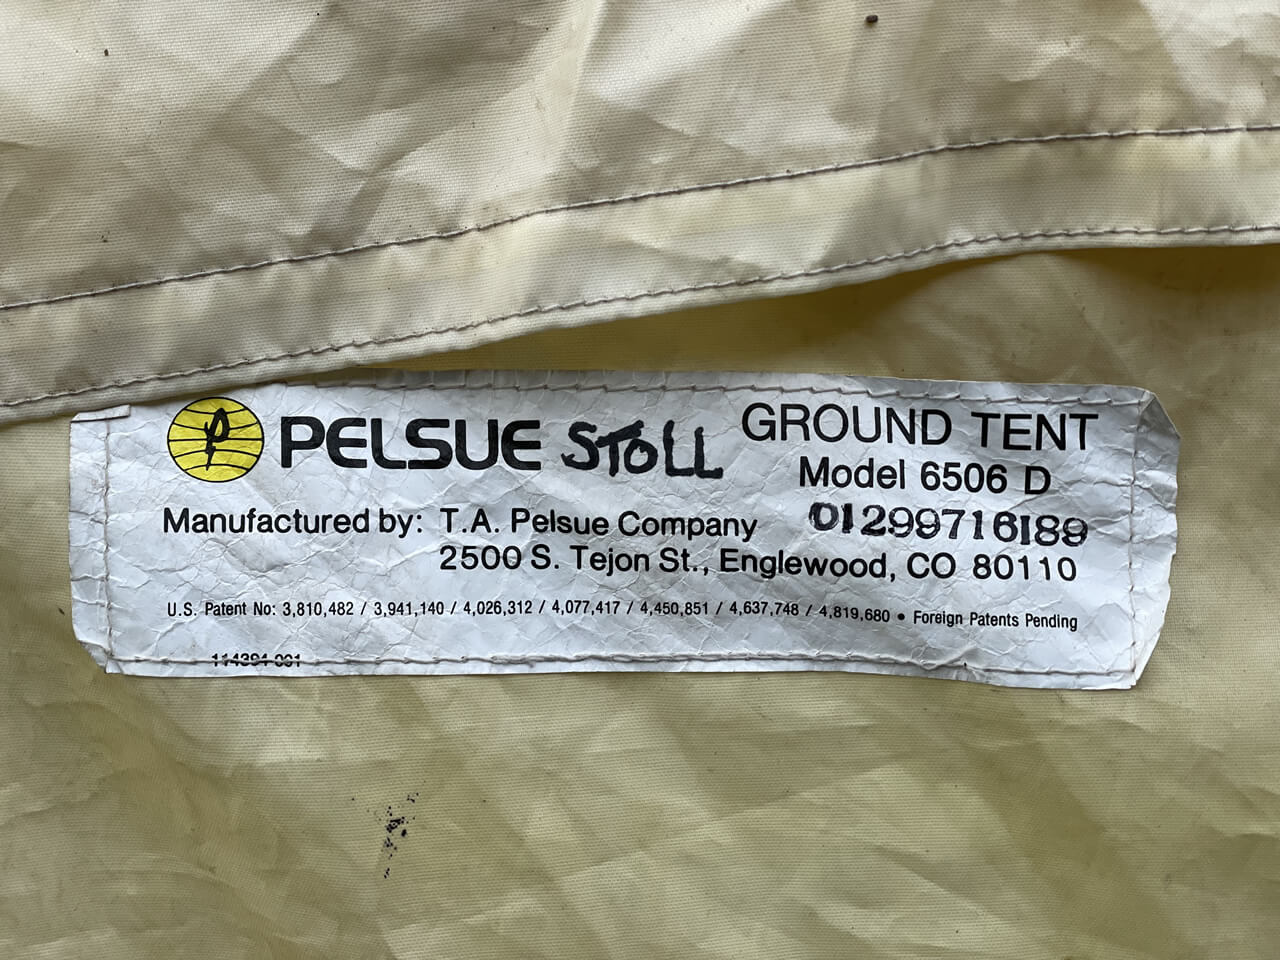 P PELSUE STOLL GROUND TENT
Model 6506 D
01299716189
Manufactured by: T.A. Pelsue Company
2500 S. Tejon St., Englewood, CO 80110
U.S. Patent No: 3,810,482 / 3,941,140 / 4,026,312 / 4,077,417 / 4,450,851 / 4,637,748 / 4,819,680 • Foreign Patents Pending
114394-001